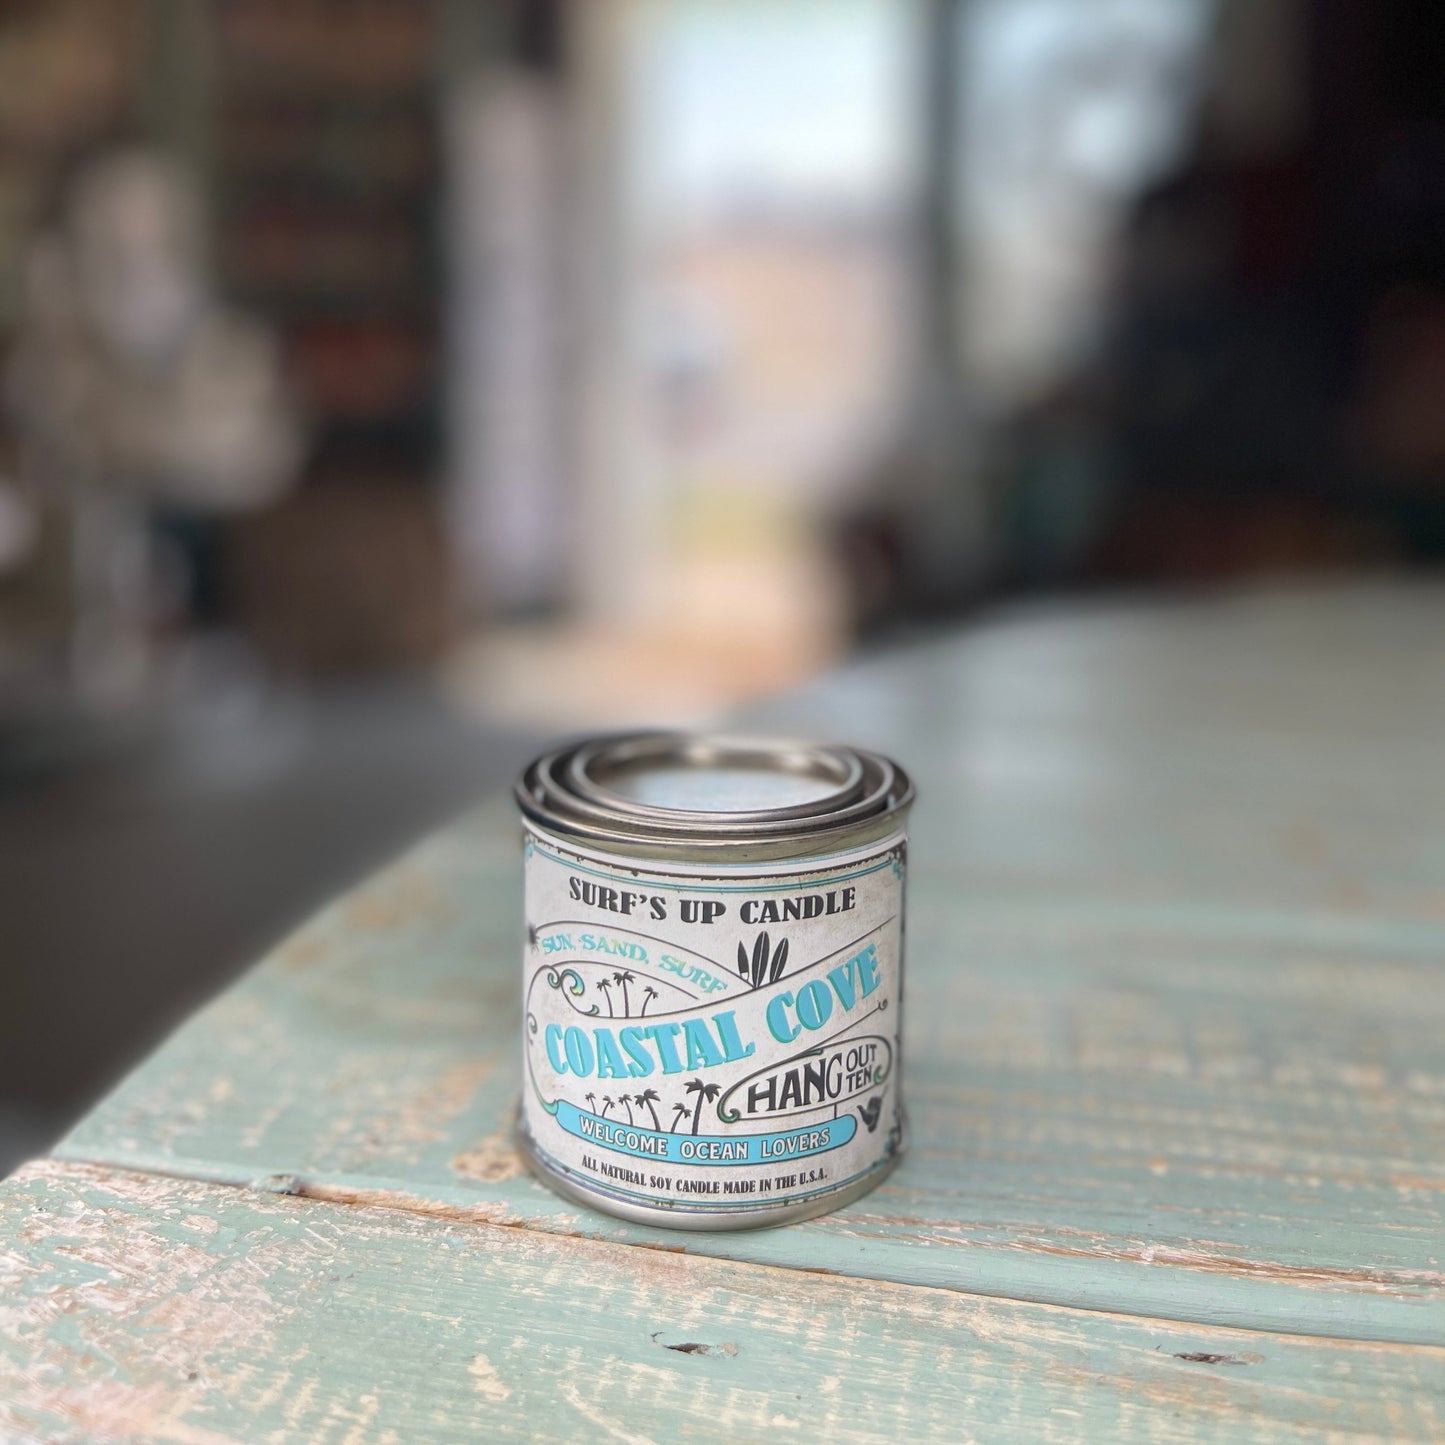 SURF'S UP CANDLE
SUN, SAND, SURF
COASTAL COVE
HANG OUT TEN
WELCOME OCEAN LOVERS
ALL NATURAL SOY CANDLE MADE IN THE U.S.A.